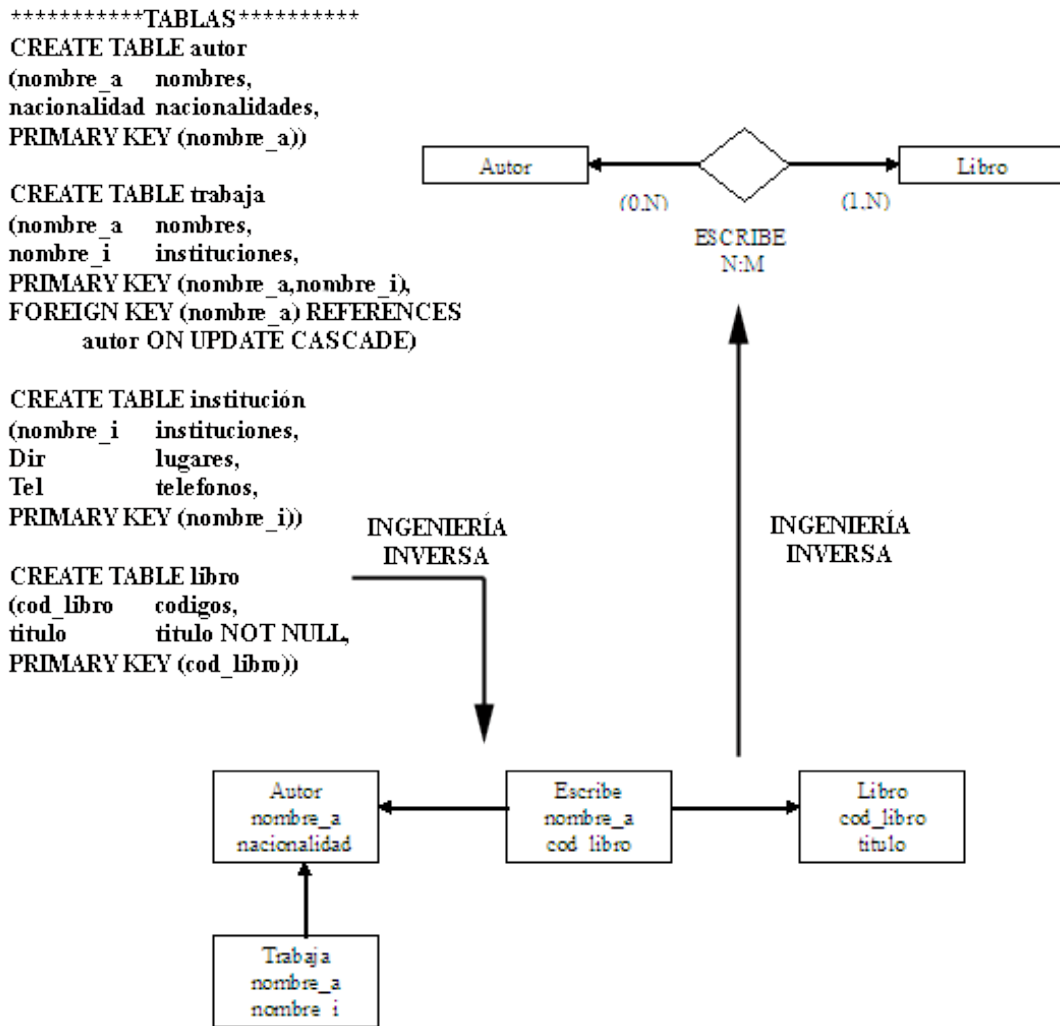 ***********TABLAS**********
CREATE TABLE autor
(nombre_a nombres,
nacionalidad nacionalidades,
PRIMARY KEY (nombre_a))
CREATE TABLE trabaja
(nombre_a nombres,
nombre_i instituciones,
PRIMARY KEY (nombre_a,nombre_i),
FOREIGN KEY (nombre_a) REFERENCES
autor ON UPDATE CASCADE)
CREATE TABLE institución
(nombre_i instituciones,
Dir lugares,
Tel telefonos,
PRIMARY KEY (nombre_i))
CREATE TABLE libro
(cod_libro codigos,
titulo titulo NOT NULL,
PRIMARY KEY (cod_libro))
Autor
Libro
(0,N)
(1,N)
ESCRIBE
N:M
INGENIERÍA
INVERSA
INGENIERÍA
INVERSA
Autor
nombre_a
nacionalidad
Escribe
nombre_a
cod_libro
Libro
cod_libro
titulo
Trabaja
nombre_a
nombre_i